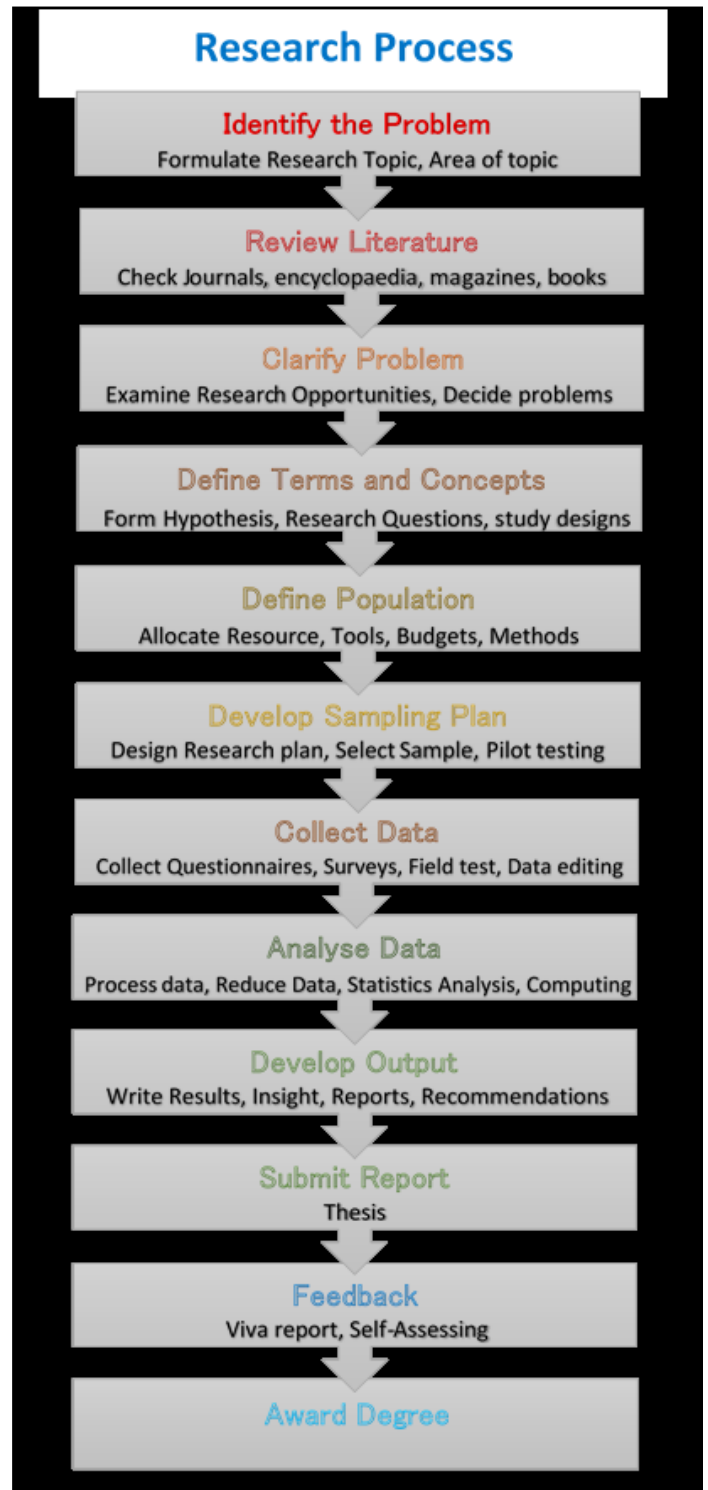 Research Process
Identify the Problem
Formulate Research Topic, Area of topic
Review Literature
Check Journals, encyclopaedia, magazines, books
Clarify Problem
Examine Research Opportunities, Decide problems
Define Terms and Concepts
Form Hypothesis, Research Questions, study designs
Define Population
Allocate Resource, Tools, Budgets, Methods
Develop Sampling Plan
Design Research plan, Select Sample, Pilot testing
Collect Data
Collect Questionnaires, Surveys, Field test, Data editing
Analyse Data
Process data, Reduce Data, Statistics Analysis, Computing
Develop Output
Write Results, Insight, Reports, Recommendations
Submit Report
Thesis
Feedback
Viva report, Self-Assessing
Award Degree